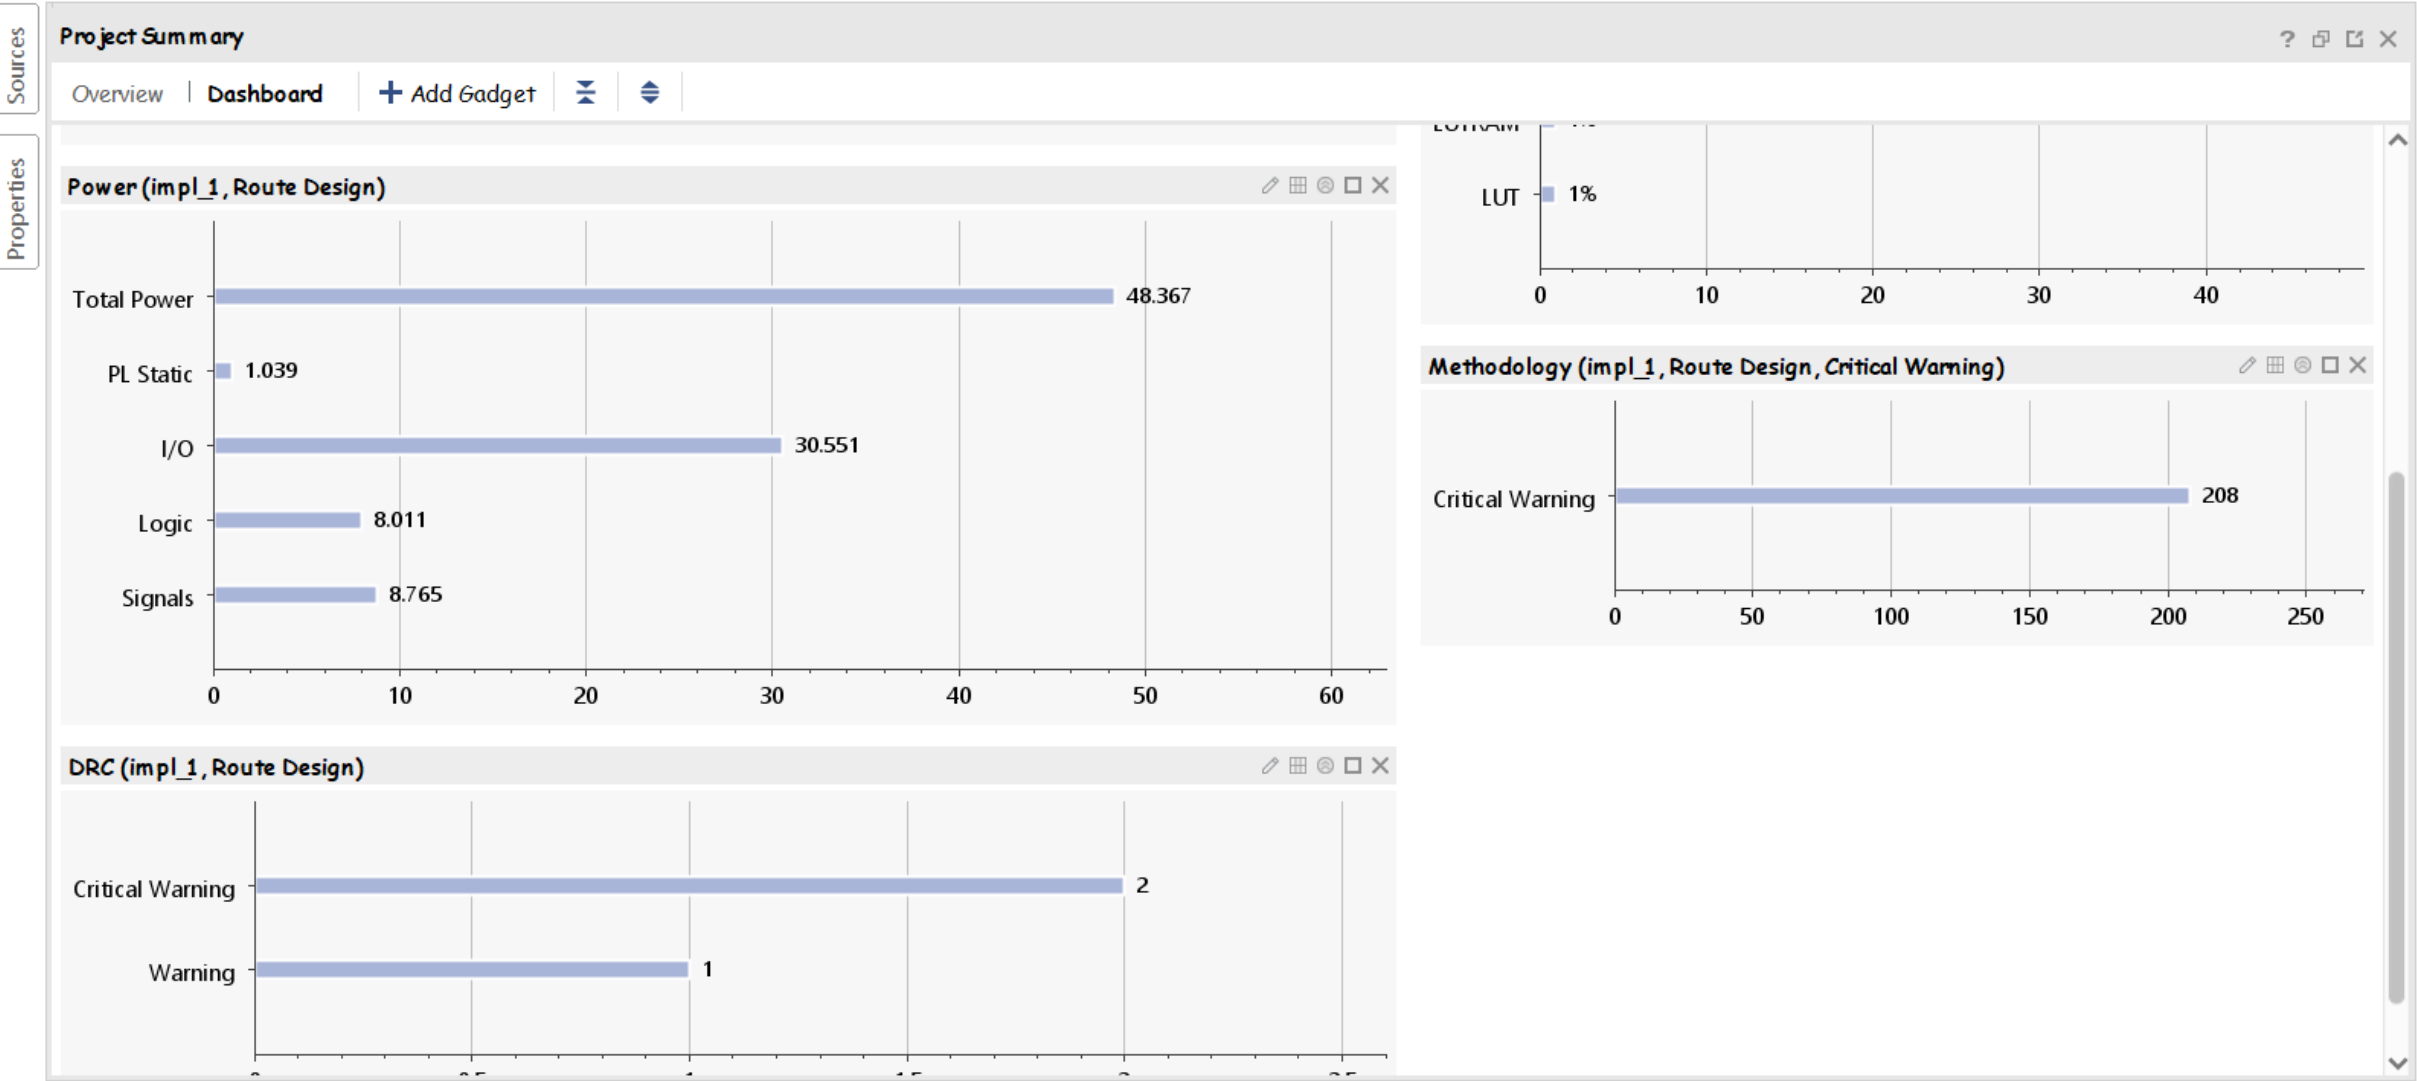 Sources
Properties
Project Summary
Overview | Dashboard + Add Gadget
Power (impl_1, Route Design)
Total Power 48.367
PL Static 1.039
I/O 30.551
Logic 8.011
Signals 8.765
0 10 20 30 40 50 60
DRC (impl_1, Route Design)
Critical Warning 2
Warning 1
LUT 1%
0 10 20 30 40
Methodology (impl_1, Route Design, Critical Warning)
Critical Warning 208
0 50 100 150 200 250